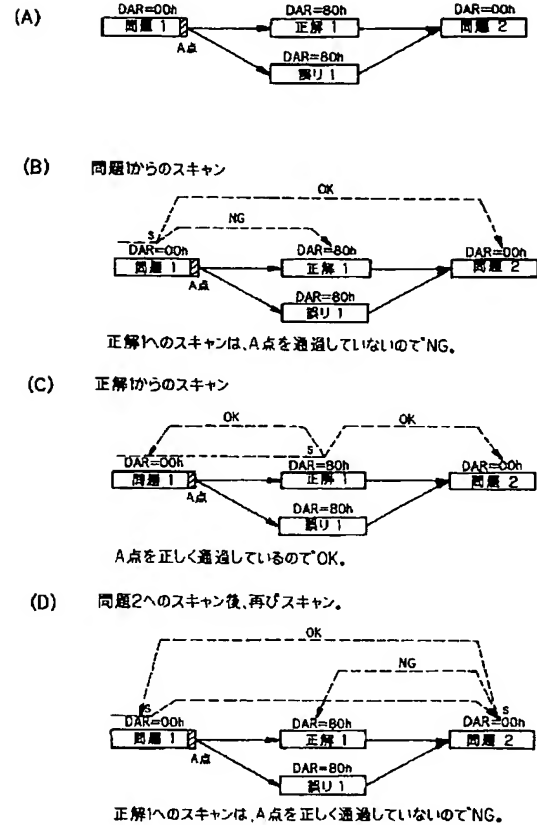 (A)
DAR=00h DAR=80h DAR=00h
問題 1 正解 1 問題 2
A点
DAR=80h
誤り 1
(B) 問題1からのスキャン
OK
NG
S
DAR=00h DAR=80h DAR=00h
問題 1 正解 1 問題 2
A点
DAR=80h
誤り 1
正解1へのスキャンは、A点を通過していないのでNG。
(C) 正解1からのスキャン
OK OK
S
DAR=00h DAR=80h DAR=00h
問題 1 正解 1 問題 2
A点
DAR=80h
誤り 1
A点を正しく通過しているのでOK。
(D) 問題2へのスキャン後、再びスキャン。
OK
NG
S S
DAR=00h DAR=80h DAR=00h
問題 1 正解 1 問題 2
A点
DAR=80h
誤り 1
正解1へのスキャンは、A点を正しく通過していないのでNG。